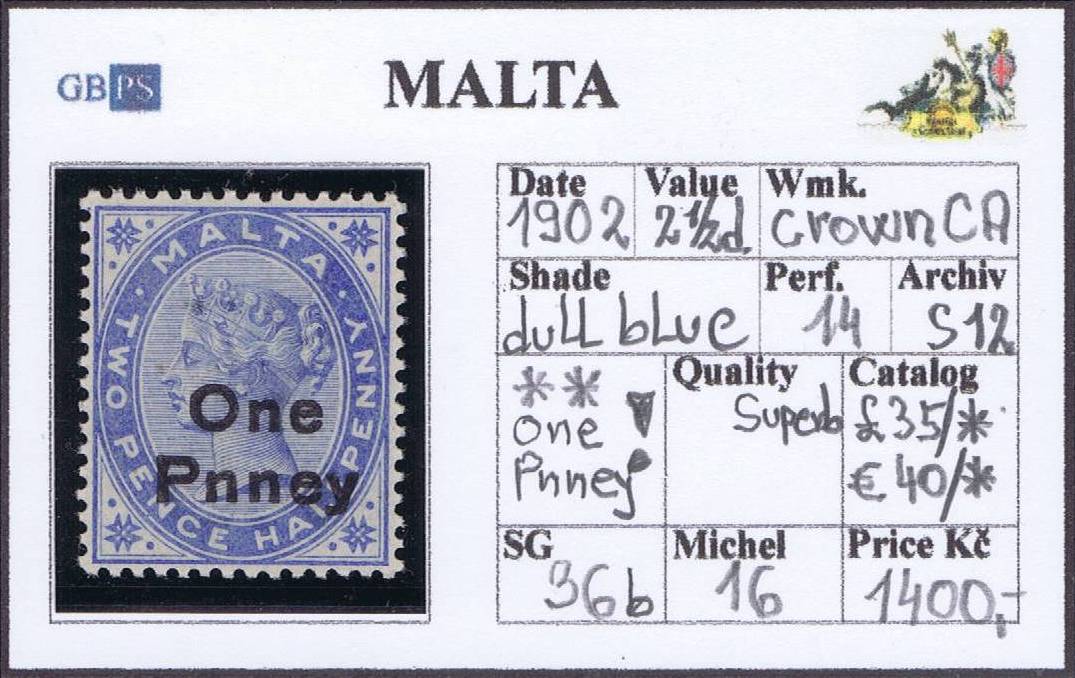 GBPS
MALTA
MALTA
TWO PENCE HALFPENNY
One
Pnney
Date Value Wmk.
1902 2½d. Crown CA
Shade Perf. Archiv
dull blue 14 S12
** Quality Catalog
one Superb £35/*
Pnney € 40/*
SG Michel Price Kč
36b 16 1400,-